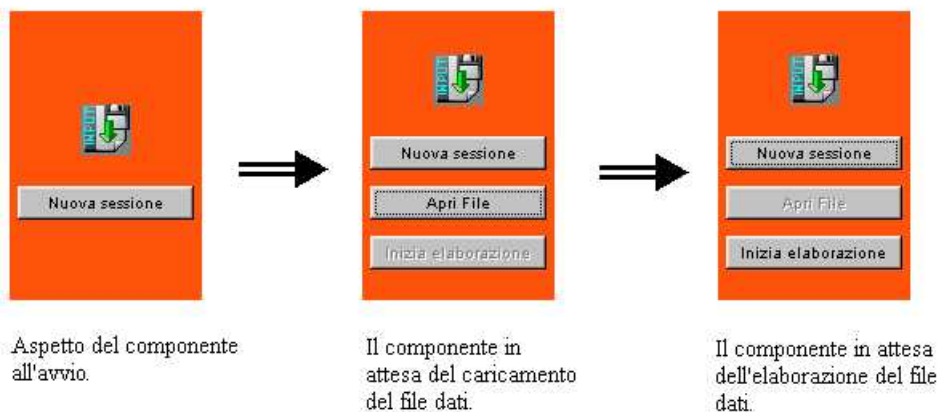 INPUT
Nuova sessione
Aspetto del componente
all'avvio.
INPUT
Nuova sessione
Apri File
Inizia elaborazione
Il componente in
attesa del caricamento
del file dati.
INPUT
Nuova sessione
Apri File
Inizia elaborazione
Il componente in attesa
dell'elaborazione del file
dati.